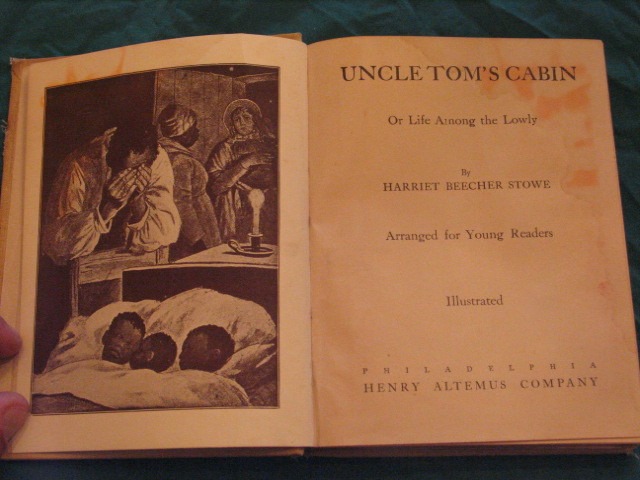 UNCLE TOM'S CABIN
Or Life Among the Lowly
By
HARRIET BEECHER STOWE
Arranged for Young Readers
Illustrated
PHILADELPHIA
HENRY ALTEMUS COMPANY